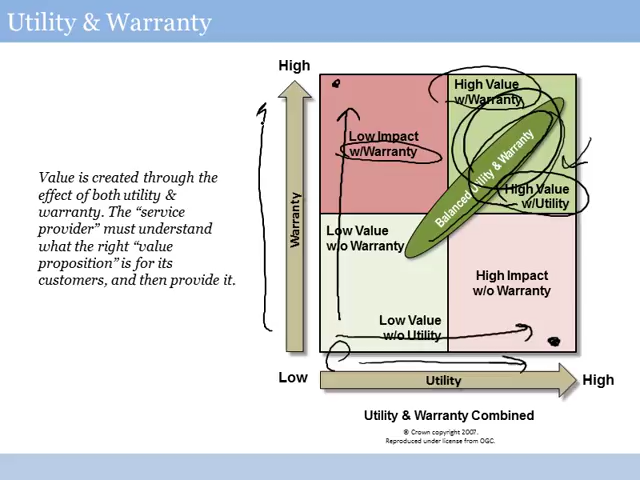 Utility & Warranty
High
High Value
w/Warranty
Low Impact
w/Warranty
Value is created through the
effect of both utility &
warranty. The “service
provider” must understand
what the right “value
proposition” is for its
customers, and then provide it.
Warranty
Balanced Utility & Warranty
High Value
w/Utility
Low Value
w/o Warranty
High Impact
w/o Warranty
Low Value
w/o Utility
Low
Utility
High
Utility & Warranty Combined
© Crown copyright 2007.
Reproduced under license from OGC.